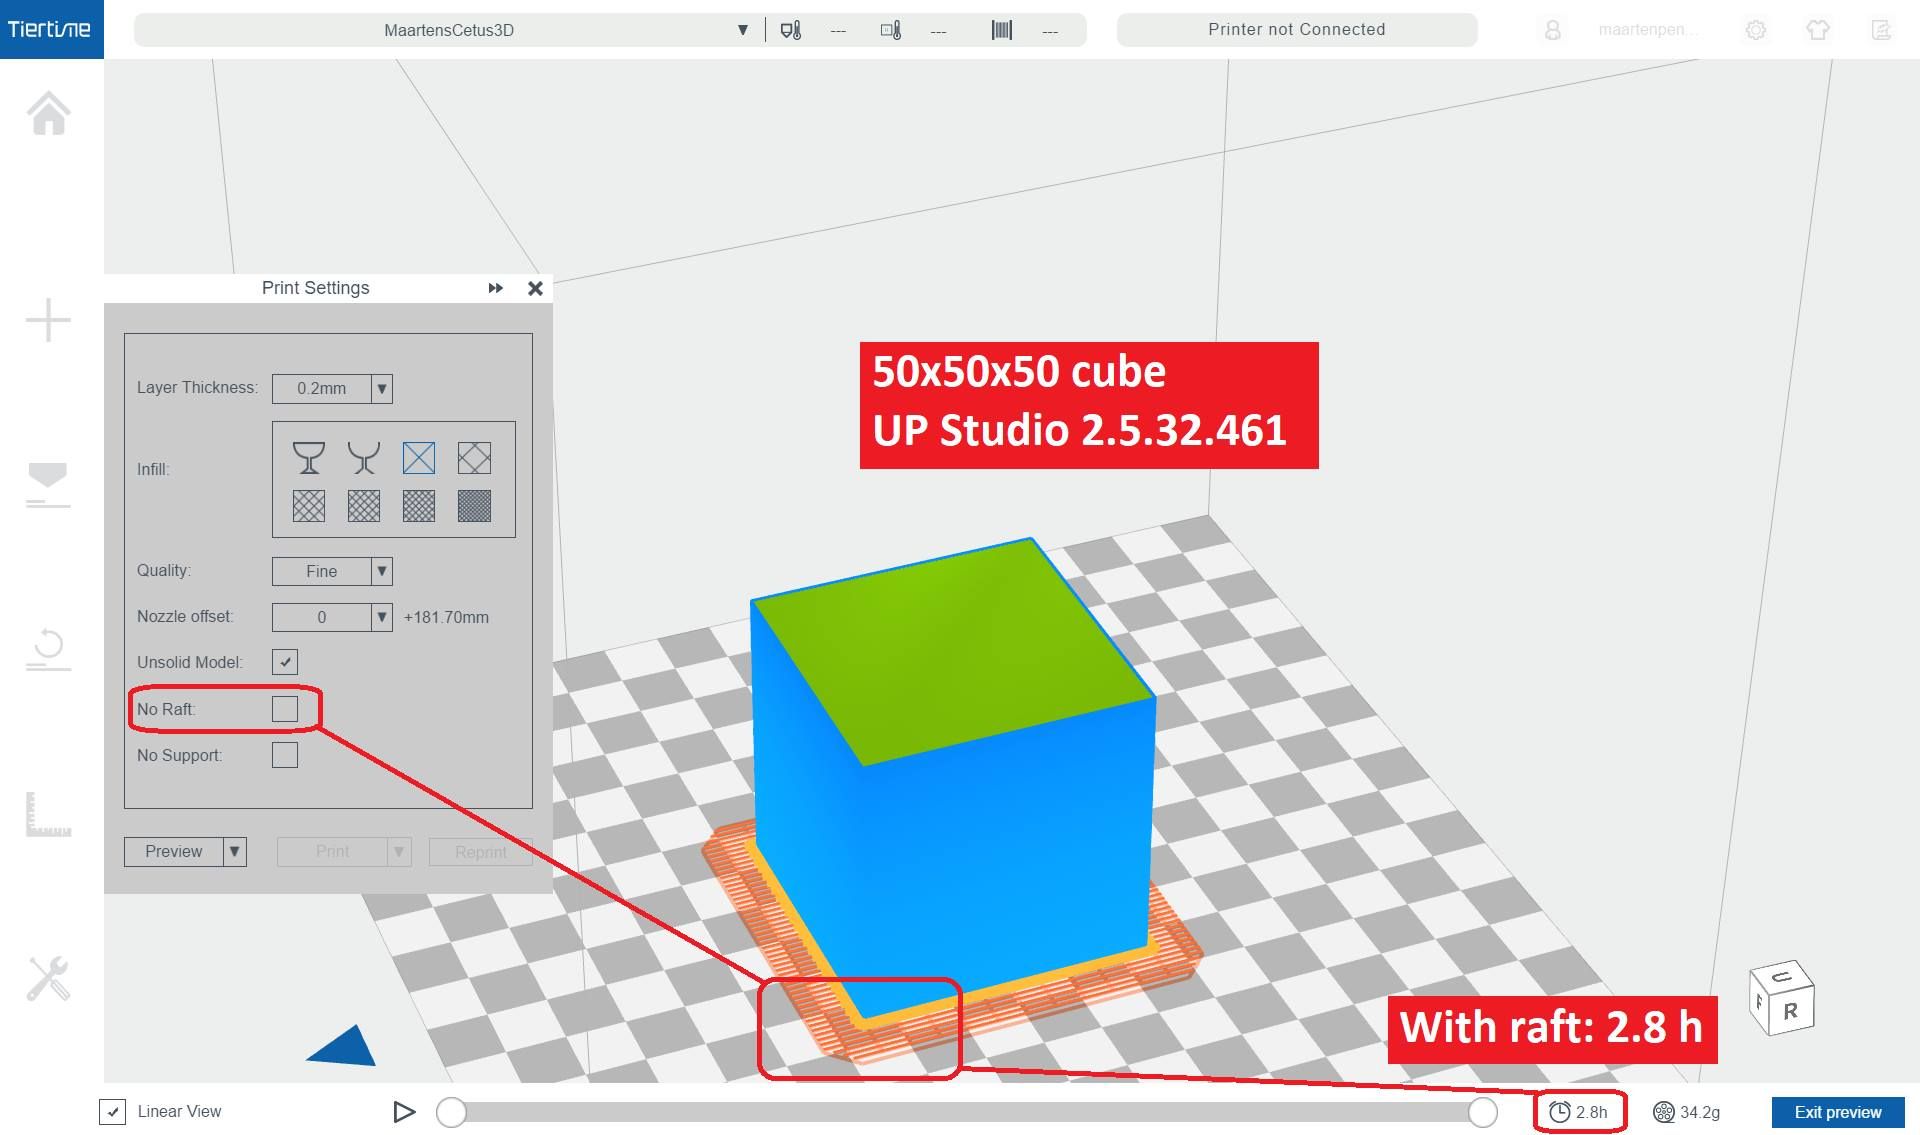 Tiertime
MaartensCetus3D
---
---
---
Printer not Connected
maartenpen...
Print Settings
Layer Thickness:
0.2mm
Infill:
Quality:
Fine
Nozzle offset:
0
+181.70mm
Unsolid Model:
No Raft:
No Support:
Preview
Print
Reprint
50x50x50 cube
UP Studio 2.5.32.461
U
F
R
With raft: 2.8 h
Linear View
2.8h
34.2g
Exit preview